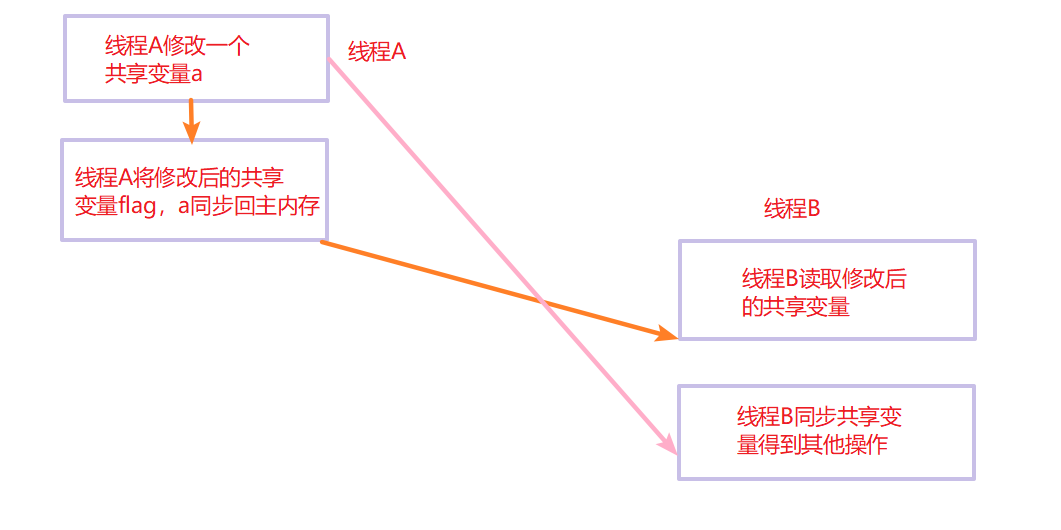 线程A修改一个
共享变量a
线程A
线程A将修改后的共享
变量flag，a同步回主内存
线程B
线程B读取修改后
的共享变量
线程B同步共享变
量得到其他操作